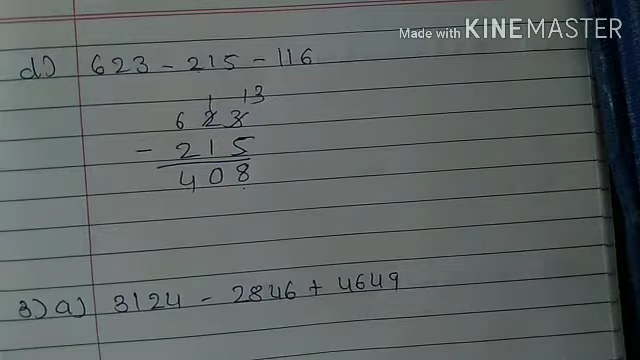 Made with KINEMASTER
d.) 623 - 215 - 116
1 13
6 2 3
- 2 1 5
4 0 8
3) a) 3124 - 2846 + 4649